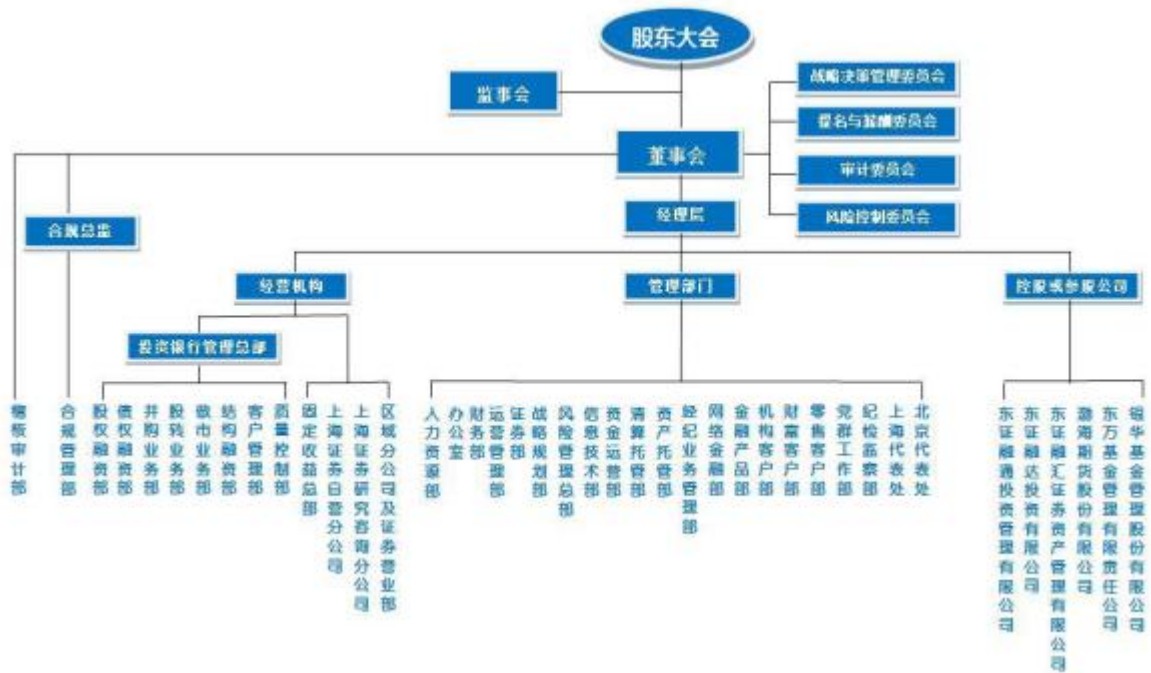 股东大会
监事会
战略决策管理委员会
提名与薪酬委员会
董事会
审计委员会
经理层
风险控制委员会
合规总监
经营机构
管理部门
控股或参股公司
投资银行管理总部
稽核审计部
合规管理部
股权融资部
债权融资部
并购业务部
股转业务部
做市业务部
结构融资部
客户管理部
质量控制部
固定收益总部
上海证券自营分公司
上海证券研究咨询分公司
区域分公司及证券营业部
人力资源部
办公室
财务部
运营管理部
证券部
战略规划部
风险管理总部
信息技术部
资金运营部
清算托管部
资产托管部
经纪业务管理部
网络金融部
金融产品部
机构客户部
财富客户部
零售客户部
党群工作部
纪检监察部
上海代表处
北京代表处
东证融通投资管理有限公司
东证融达投资有限公司
东证融汇证券资产管理有限公司
渤海期货股份有限公司
东方基金管理有限责任公司
银华基金管理股份有限公司